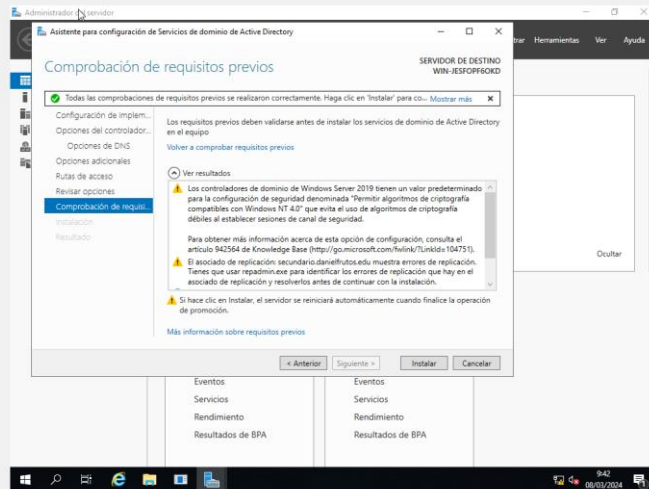 Administrador del servidor
Asistente para configuración de Servicios de dominio de Active Directory
Herramientas Ver Ayuda
Comprobación de requisitos previos
SERVIDOR DE DESTINO
WIN-JESFOPF6OKD
Todas las comprobaciones de requisitos previos se realizaron correctamente. Haga clic en 'Instalar' para co... Mostrar más
Configuración de implem...
Opciones del controlador...
Opciones de DNS
Opciones adicionales
Rutas de acceso
Revisar opciones
Comprobación de requisi...
Instalación
Resultado
Los requisitos previos deben validarse antes de instalar los servicios de dominio de Active Directory
en el equipo
Volver a comprobar requisitos previos
Ver resultados
Los controladores de dominio de Windows Server 2019 tienen un valor predeterminado
para la configuración de seguridad denominada "Permitir algoritmos de criptografía
compatibles con Windows NT 4.0" que evita el uso de algoritmos de criptografía
débiles al establecer sesiones de canal de seguridad.
Para obtener más información acerca de esta opción de configuración, consulta el
artículo 942564 de Knowledge Base (http://go.microsoft.com/fwlink/?LinkId=104751).
El asociado de replicación: secundario.danielfrutos.edu muestra errores de replicación.
Tienes que usar repadmin.exe para identificar los errores de replicación que hay en el
asociado de replicación y resolverlos antes de continuar con la instalación.
Si hace clic en Instalar, el servidor se reiniciará automáticamente cuando finalice la operación
de promoción.
Más información sobre requisitos previos
< Anterior Siguiente > Instalar Cancelar
Ocultar
Eventos
Servicios
Rendimiento
Resultados de BPA
Eventos
Servicios
Rendimiento
Resultados de BPA
9:42
08/03/2024